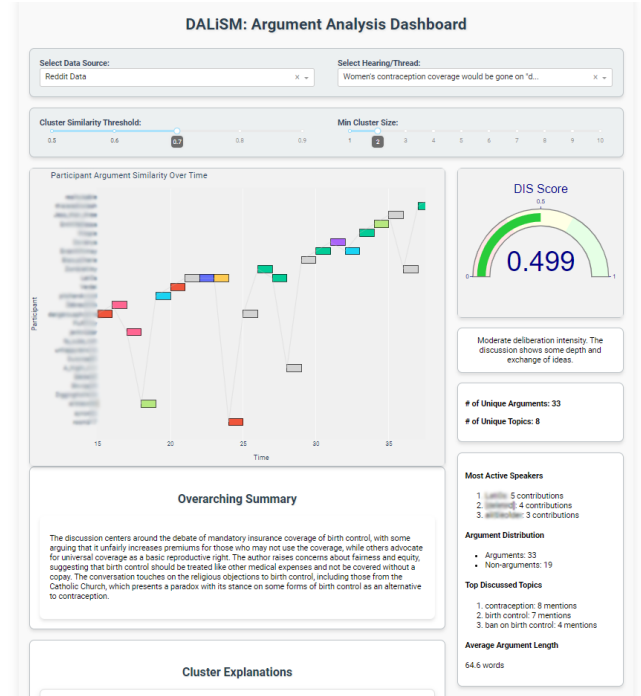 DALiSM: Argument Analysis Dashboard
Select Data Source:
Reddit Data
Select Hearing/Thread:
Women's contraception coverage would be gone on "d...
Cluster Similarity Threshold:
0.5 0.6 0.7 0.8 0.9
Min Cluster Size:
1 2 3 4 5 6 7 8 9 10
Participant Argument Similarity Over Time
Participant
15 20 25 30 35
Time
DIS Score
0 0.5 1
0.499
Moderate deliberation intensity. The
discussion shows some depth and
exchange of ideas.
# of Unique Arguments: 33
# of Unique Topics: 8
Most Active Speakers
1. 5 contributions
2. 4 contributions
3. 3 contributions
Argument Distribution
• Arguments: 33
• Non-arguments: 19
Top Discussed Topics
1. contraception: 8 mentions
2. birth control: 7 mentions
3. ban on birth control: 4 mentions
Average Argument Length
64.6 words
Overarching Summary
The discussion centers around the debate of mandatory insurance coverage of birth control, with some
arguing that it unfairly increases premiums for those who may not use the coverage, while others advocate
for universal coverage as a basic reproductive right. The author raises concerns about fairness and equity,
suggesting that birth control should be treated like other medical expenses and not be covered without a
copay. The conversation touches on the religious objections to birth control, including those from the
Catholic Church, which presents a paradox with its stance on some forms of birth control as an alternative
to contraception.
Cluster Explanations